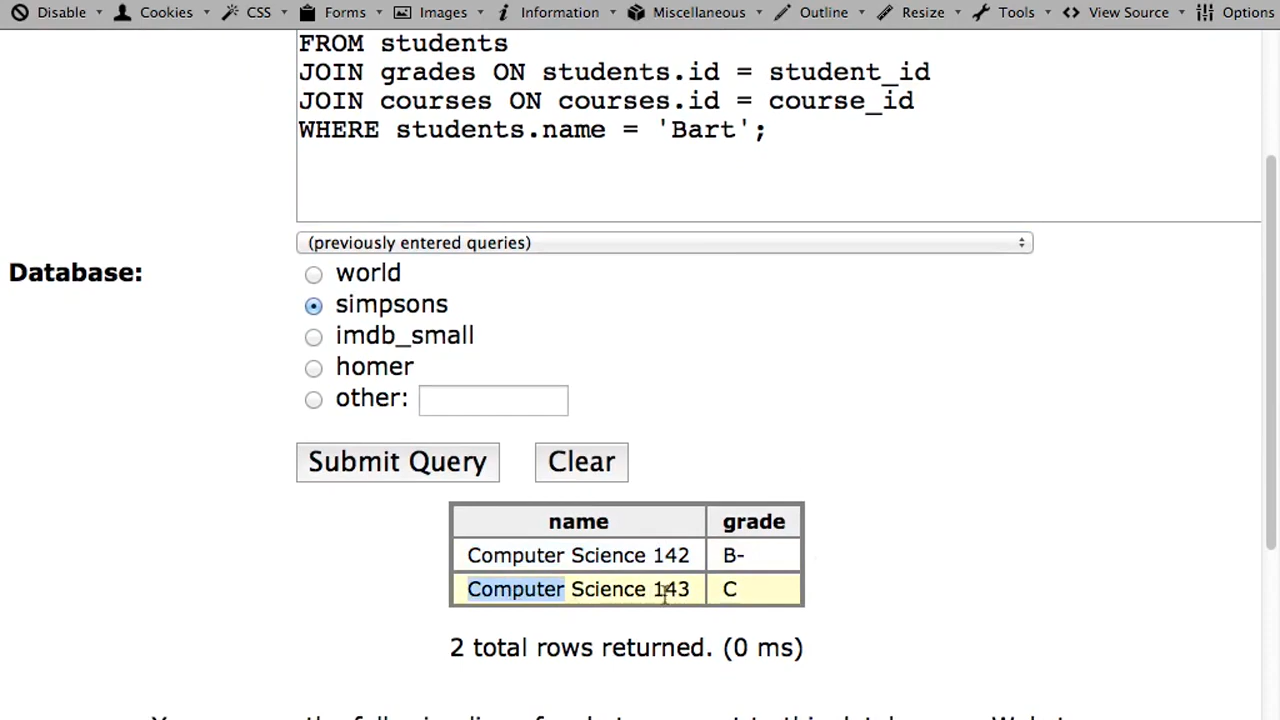 Disable Cookies CSS Forms Images Information Miscellaneous Outline Resize Tools View Source Options
FROM students
JOIN grades ON students.id = student_id
JOIN courses ON courses.id = course_id
WHERE students.name = 'Bart';
(previously entered queries)
Database:
world
simpsons
imdb_small
homer
other:
Submit Query Clear
name grade
Computer Science 142 B-
Computer Science 143 C
2 total rows returned. (0 ms)